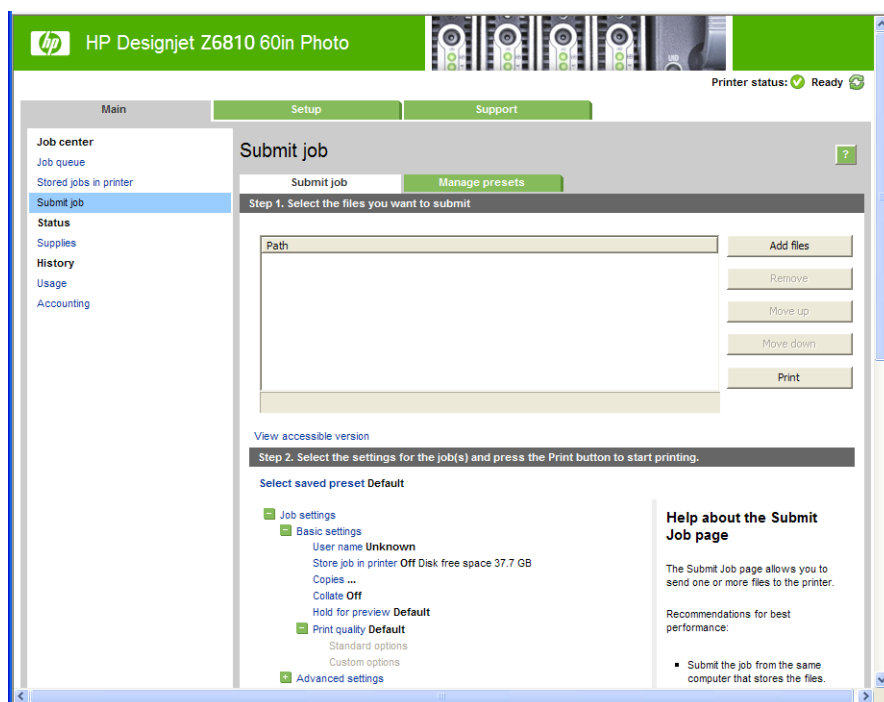 hp HP Designjet Z6810 60in Photo
UID
Printer status: Ready
Main Setup Support
Job center
Job queue
Stored jobs in printer
Submit job
Status
Supplies
History
Usage
Accounting
Submit job
?
Submit job Manage presets
Step 1. Select the files you want to submit
Path
Add files
Remove
Move up
Move down
Print
View accessible version
Step 2. Select the settings for the job(s) and press the Print button to start printing.
Select saved preset Default
Job settings
Basic settings
User name Unknown
Store job in printer Off Disk free space 37.7 GB
Copies ...
Collate Off
Hold for preview Default
Print quality Default
Standard options
Custom options
Advanced settings
Help about the Submit
Job page
The Submit Job page allows you to
send one or more files to the printer.
Recommendations for best
performance:
▪ Submit the job from the same
computer that stores the files.